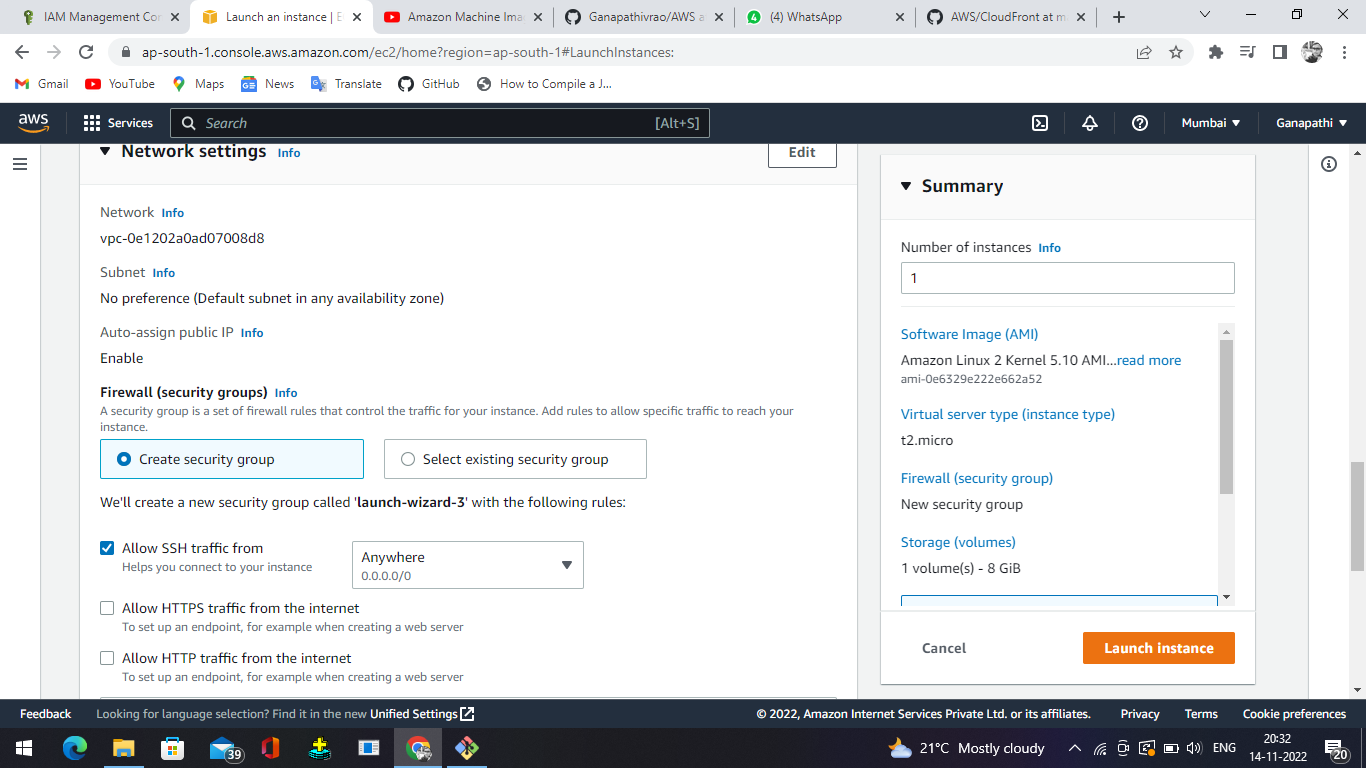 IAM Management Cor
Launch an instance | E
Amazon Machine Ima
Ganapathivrao/AWS a
(4) WhatsApp
AWS/CloudFront at m
ap-south-1.console.aws.amazon.com/ec2/home?region=ap-south-1#LaunchInstances:
Gmail
YouTube
Maps
News
Translate
GitHub
How to Compile a J...
aws
Services
Search
[Alt+S]
Mumbai
Ganapathi
Network settings Info
Edit
Network Info
vpc-0e1202a0ad07008d8
Subnet Info
No preference (Default subnet in any availability zone)
Auto-assign public IP Info
Enable
Firewall (security groups) Info
A security group is a set of firewall rules that control the traffic for your instance. Add rules to allow specific traffic to reach your
instance.
Create security group
Select existing security group
We'll create a new security group called 'launch-wizard-3' with the following rules:
Allow SSH traffic from
Helps you connect to your instance
Anywhere
0.0.0.0/0
Allow HTTPS traffic from the internet
To set up an endpoint, for example when creating a web server
Allow HTTP traffic from the internet
To set up an endpoint, for example when creating a web server
Summary
Number of instances Info
1
Software Image (AMI)
Amazon Linux 2 Kernel 5.10 AMI...read more
ami-0e6329e222e662a52
Virtual server type (instance type)
t2.micro
Firewall (security group)
New security group
Storage (volumes)
1 volume(s) - 8 GiB
Cancel
Launch instance
Feedback
Looking for language selection? Find it in the new Unified Settings
© 2022, Amazon Internet Services Private Ltd. or its affiliates.
Privacy
Terms
Cookie preferences
39
21°C Mostly cloudy
ENG
20:32
14-11-2022
20